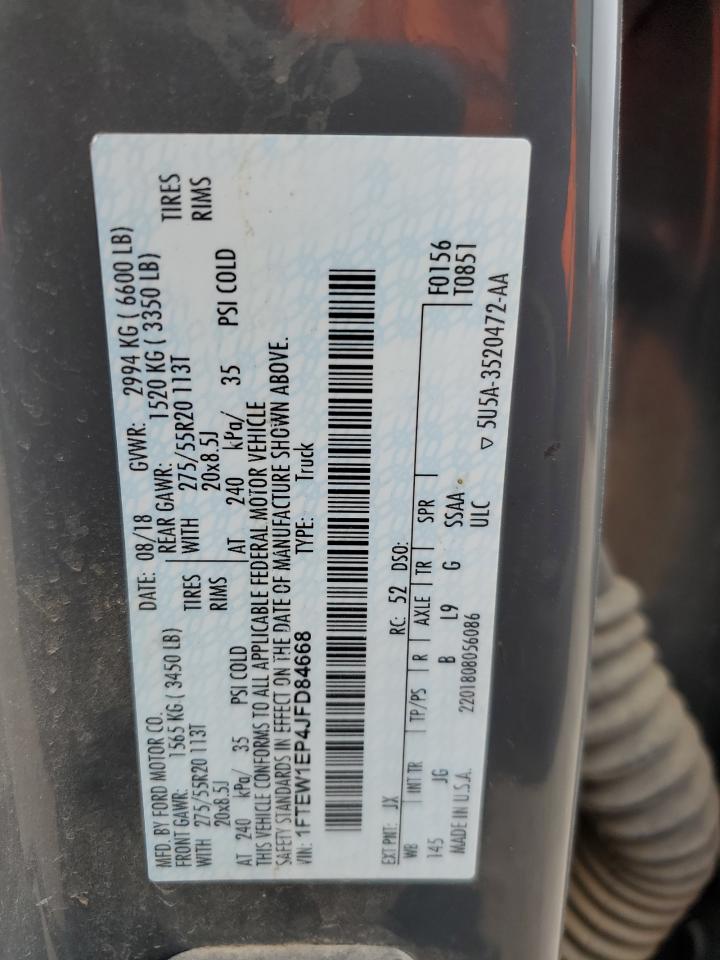 MFD. BY FORD MOTOR CO. DATE: 08/18 GVWR: 2994 KG ( 6600 LB)
FRONT GAWR: 1565 KG ( 3450 LB) REAR GAWR: 1520 KG ( 3350 LB)
WITH 275/55R20 113T TIRES WITH 275/55R20 113T TIRES
20x8.5J RIMS 20x8.5J RIMS
AT 240 kPa/ 35 PSI COLD AT 240 kPa/ 35 PSI COLD
THIS VEHICLE CONFORMS TO ALL APPLICABLE FEDERAL MOTOR VEHICLE
SAFETY STANDARDS IN EFFECT ON THE DATE OF MANUFACTURE SHOWN ABOVE.
VIN: 1FTEW1EP4JFD84668 TYPE: Truck
EXT PNT: JX RC: 52 DSO: F0156
WB INT TR TP/PS R AXLE TR SPR T0851
145 JG B L9 G SSAA
ULC
MADE IN U.S.A. 2201808056086 ▽ 5U5A-3520472-AA